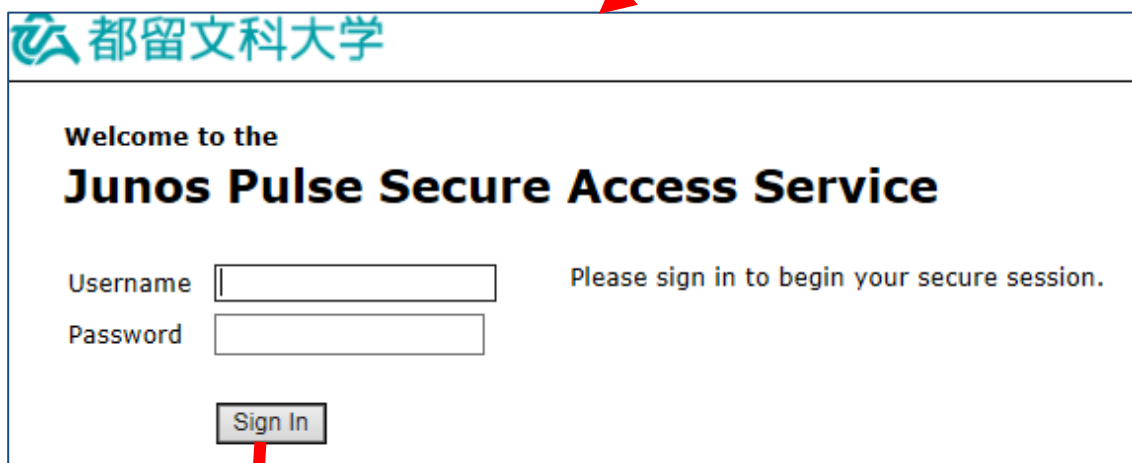 都留文科大学
Welcome to the
Junos Pulse Secure Access Service
Username
Please sign in to begin your secure session.
Password
Sign In